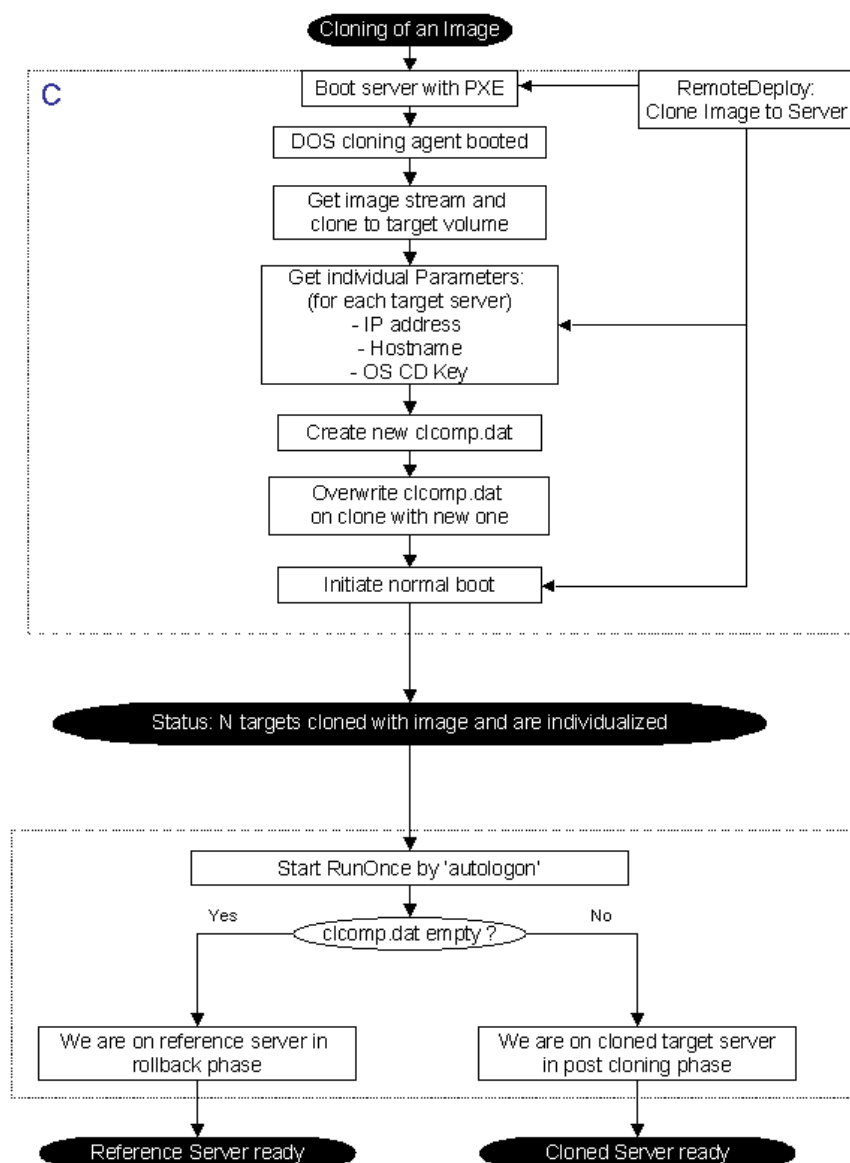 Cloning of an Image
C
Boot server with PXE
RemoteDeploy:
Clone Image to Server
DOS cloning agent booted
Get image stream and
clone to target volume
Get individual Parameters:
(for each target server)
- IP address
- Hostname
- OS CD Key
Create new clcomp.dat
Overwrite clcomp.dat
on clone with new one
Initiate normal boot
Status: N targets cloned with image and are individualized
Start RunOnce by 'autologon'
Yes
No
clcomp.dat empty ?
We are on reference server in
rollback phase
We are on cloned target server
in post cloning phase
Reference Server ready
Cloned Server ready